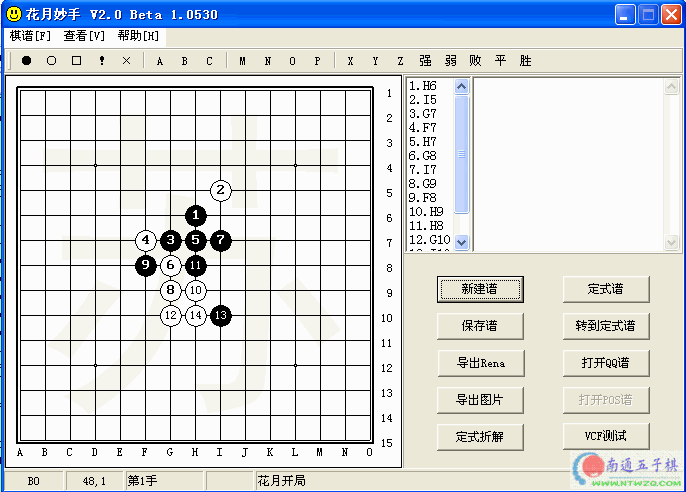 花月妙手 V2.0 Beta 1.0530
棋谱[F] 查看[V] 帮助[H]
A B C M N O P X Y Z 强 弱 败 平 胜
1
2
3
4
5
6
7
8
9
10
11
12
13
14
15
2
1
4 3 5 7
9 6 11
8 10
12 14 13
A B C D E F G H I J K L M N O
苏
1.H6
2.I5
3.G7
4.F7
5.H7
6.G8
7.I7
8.G9
9.F8
10.H9
11.H8
12.G10
新建谱 定式谱
保存谱 转到定式谱
导出Rena 打开QQ谱
导出图片 打开POS谱
定式折解 VCF测试
B0 48,1 第1手 花月开局
南通五子棋
WWW.NTWZQ.COM